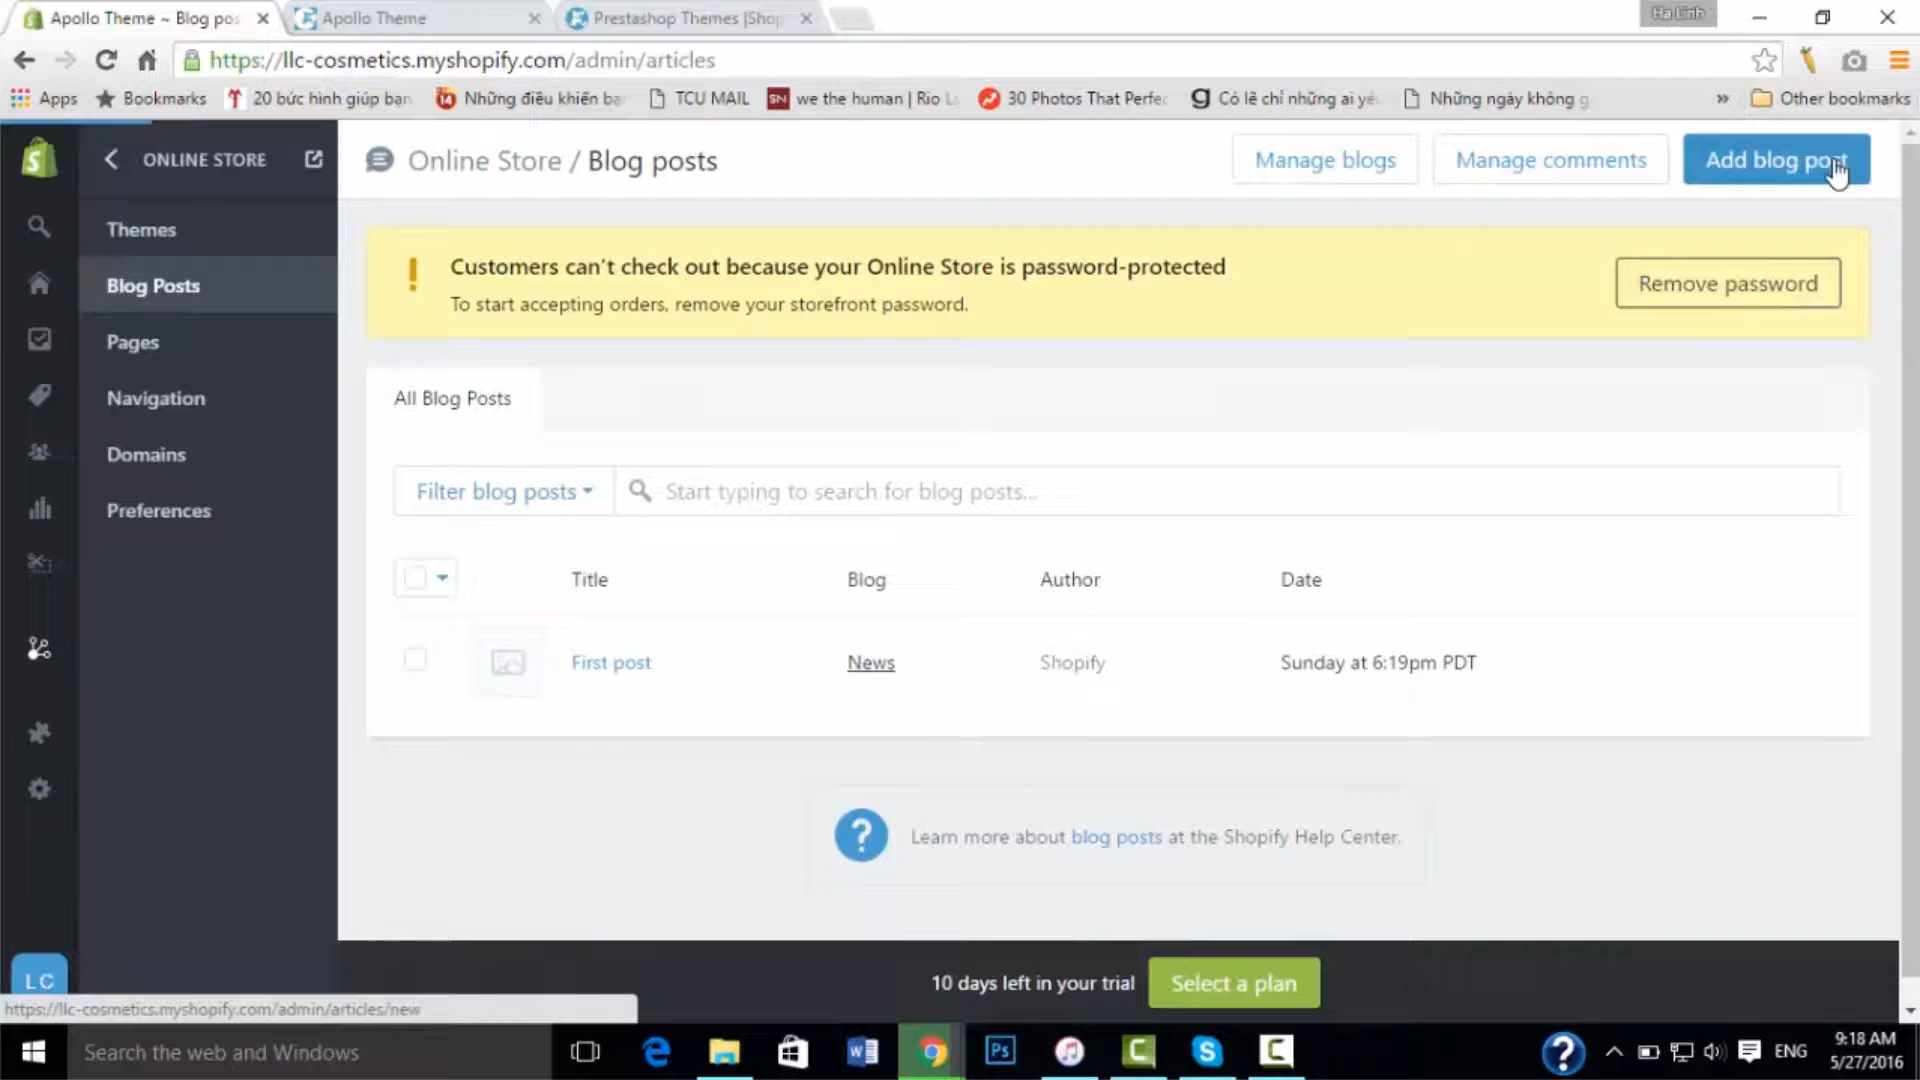 Apollo Theme ~ Blog pos
Apollo Theme
Prestashop Themes |Shop
Ha Linh
https://llc-cosmetics.myshopify.com/admin/articles
Apps
Bookmarks
20 bức hình giúp bạn
Những điều khiến bạ
TCU MAIL
SN
we the human | Rio L
30 Photos That Perfec
Có lẽ chỉ những ai yê
Những ngày không g
»
Other bookmarks
ONLINE STORE
Online Store / Blog posts
Manage blogs
Manage comments
Add blog post
Themes
Blog Posts
Pages
Navigation
Domains
Preferences
! Customers can't check out because your Online Store is password-protected
To start accepting orders, remove your storefront password.
Remove password
All Blog Posts
Filter blog posts
Start typing to search for blog posts...
Title
Blog
Author
Date
First post
News
Shopify
Sunday at 6:19pm PDT
? Learn more about blog posts at the Shopify Help Center.
LC
10 days left in your trial
Select a plan
https://llc-cosmetics.myshopify.com/admin/articles/new
Search the web and Windows
Ps
ENG
9:18 AM
5/27/2016